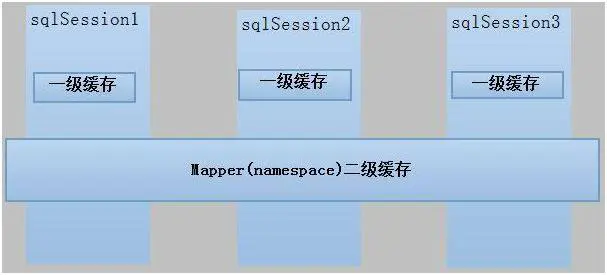 sqlSession1
sqlSession2
sqlSession3
一级缓存
一级缓存
一级缓存
Mapper(namespace)二级缓存